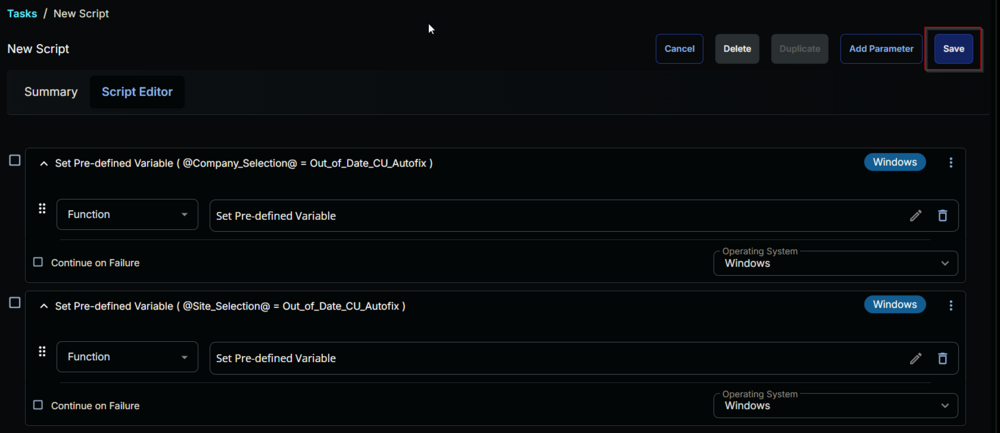 Tasks / New Script
New Script
Cancel Delete Duplicate Add Parameter Save
Summary Script Editor
Set Pre-defined Variable ( @Company_Selection@ = Out_of_Date_CU_Autofix ) Windows
Function Set Pre-defined Variable
Continue on Failure Operating System
Windows
Set Pre-defined Variable ( @Site_Selection@ = Out_of_Date_CU_Autofix ) Windows
Function Set Pre-defined Variable
Continue on Failure Operating System
Windows